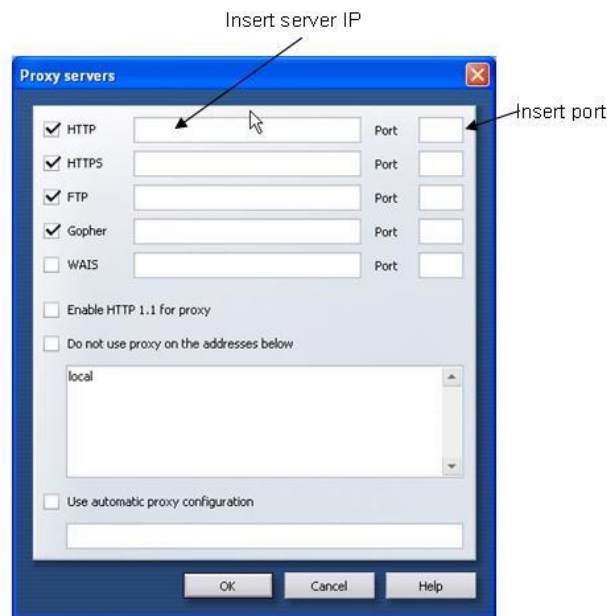 Insert server IP
Proxy servers
Insert port
HTTP Port
HTTPS Port
FTP Port
Gopher Port
WAIS Port
Enable HTTP 1.1 for proxy
Do not use proxy on the addresses below
local
Use automatic proxy configuration
OK Cancel Help